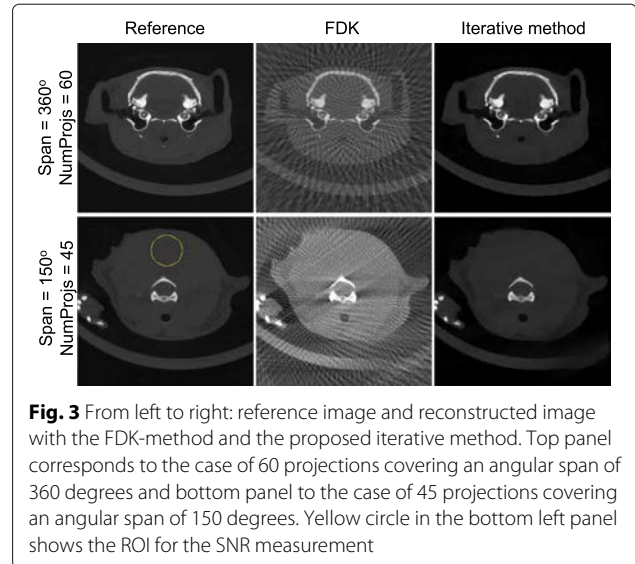 Reference
FDK
Iterative method
Span = 360°
NumProjs = 60
Span = 150°
NumProjs = 45
Fig. 3 From left to right: reference image and reconstructed image
with the FDK-method and the proposed iterative method. Top panel
corresponds to the case of 60 projections covering an angular span of
360 degrees and bottom panel to the case of 45 projections covering
an angular span of 150 degrees. Yellow circle in the bottom left panel
shows the ROI for the SNR measurement